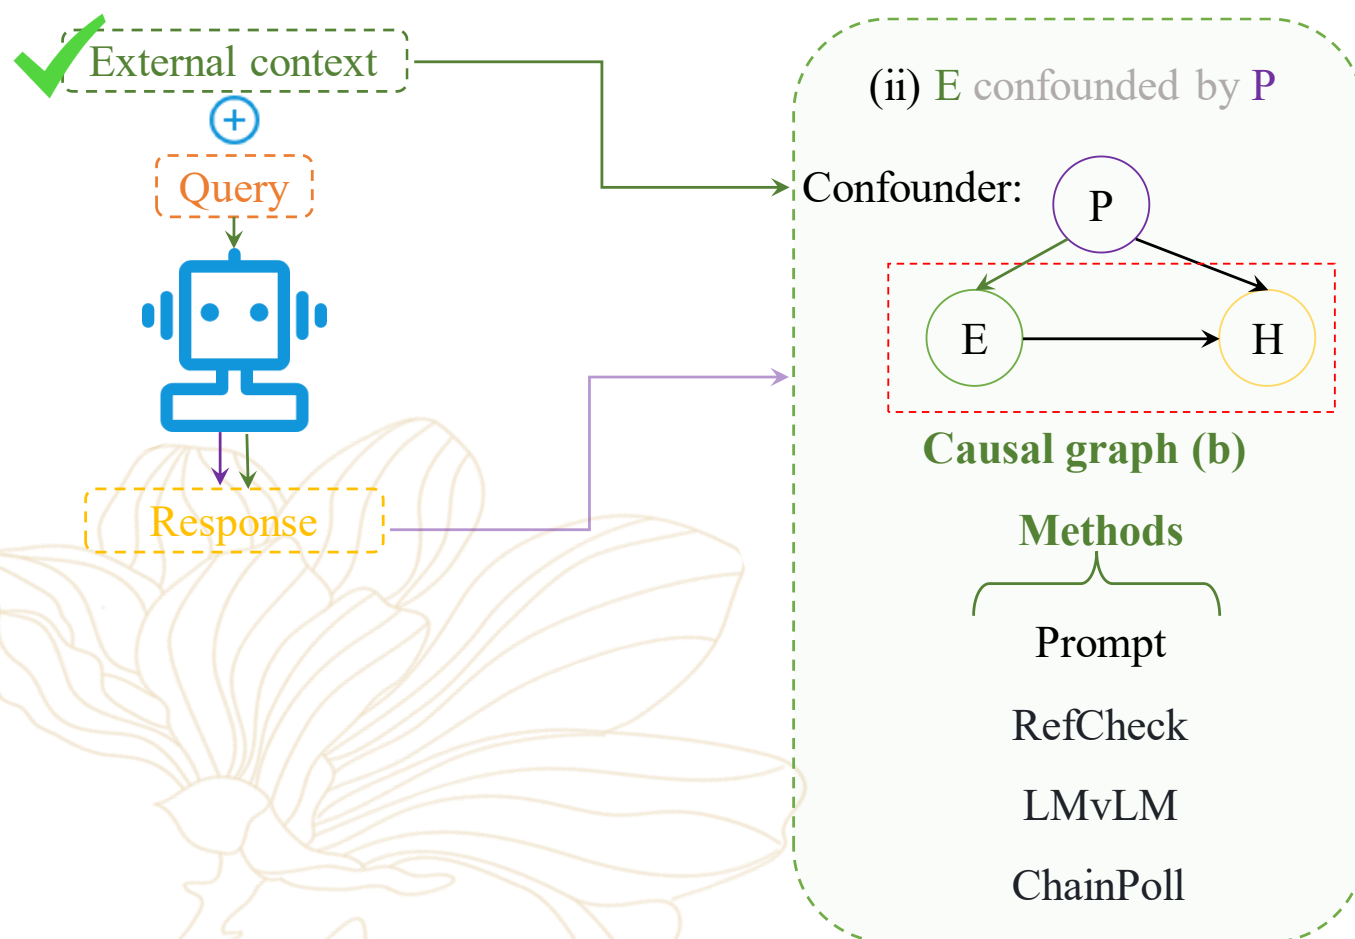 External context
Query
Response
(ii) E confounded by P
Confounder:
P
E
H
Causal graph (b)
Methods
Prompt
RefCheck
LMvLM
ChainPoll